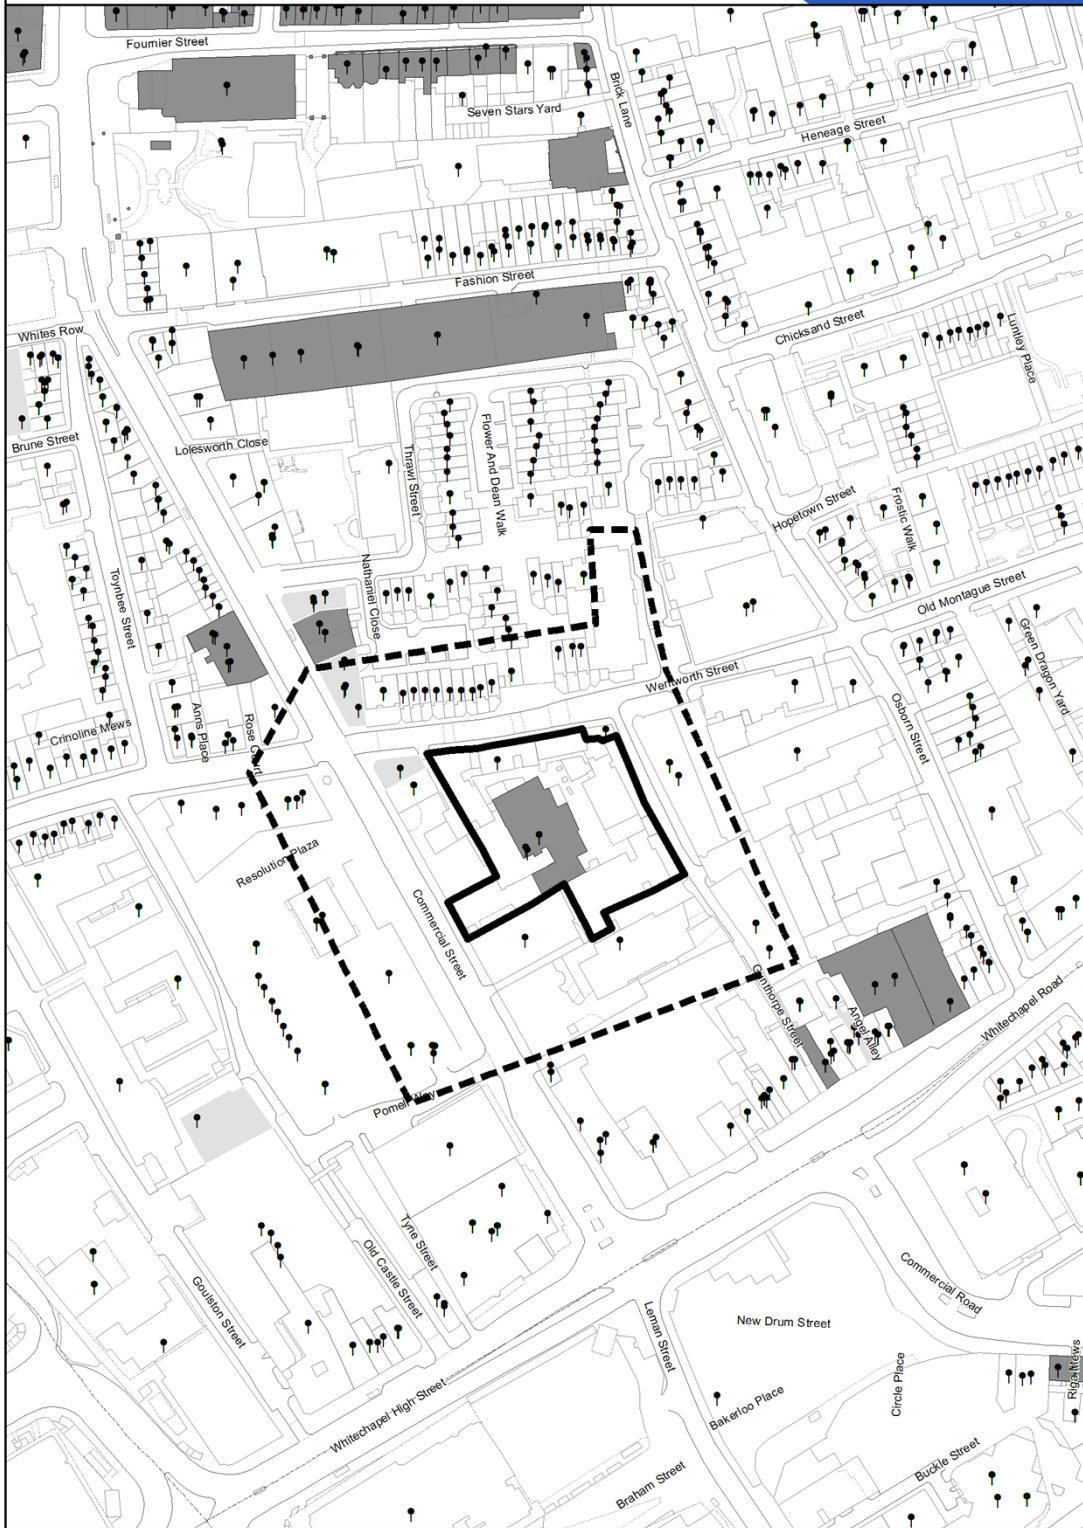 Fournier Street
Brick Lane
Seven Stars Yard
Heneage Street
Fashion Street
Whites Row
Chicksand Street
Luntley Place
Brune Street
Lolesworth Close
Thrawl Street
Flower And Dean Walk
Hopetown Street
Frostic Walk
Toynbee Street
Nathaniel Close
Old Montague Street
Green Dragon Yard
Wentworth Street
Osborn Street
Crinoline Mews
Anns Place
Rose Court
Resolution Plaza
Commercial Street
Gunthorpe Street
Angel Alley
Whitechapel Road
Pomell Way
Tyne Street
Old Castle Street
Goulston Street
Commercial Road
Leman Street
New Drum Street
Circle Place
Riga Mews
Whitechapel High Street
Bakerloo Place
Buckle Street
Braham Street